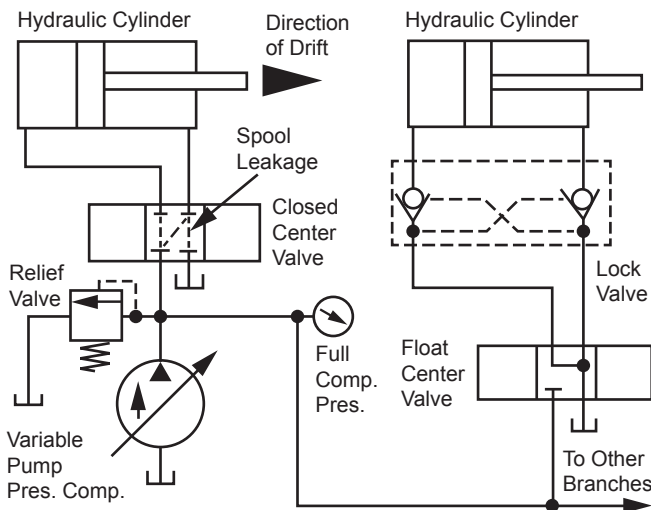 Hydraulic Cylinder
Direction
of Drift
Hydraulic Cylinder
Spool
Leakage
Closed
Center
Valve
Relief
Valve
Lock
Valve
Full
Comp.
Pres.
Float
Center
Valve
Variable
Pump
Pres. Comp.
To Other
Branches